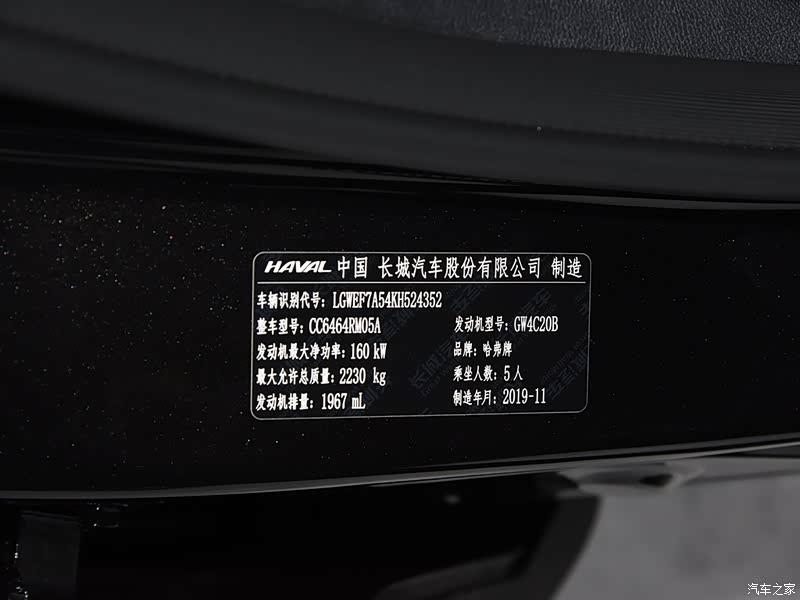 HAVAL 中国 长城汽车股份有限公司 制造
车辆识别代号: LGWEF7A54KH524352
整车型号: CC6464RM05A 发动机型号: GW4C20B
发动机最大净功率: 160 kW 品牌: 哈弗牌
最大允许总质量: 2230 kg 乘坐人数: 5人
发动机排量: 1967 mL 制造年月: 2019-11
汽车之家